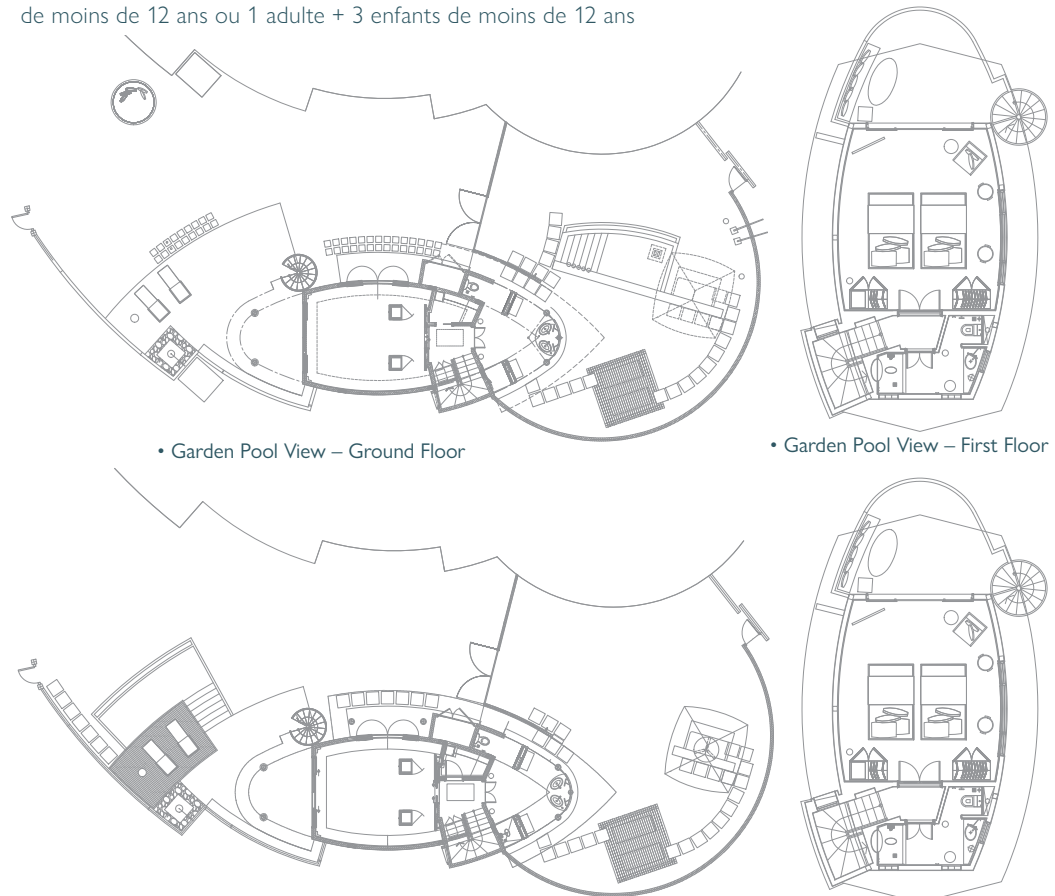 de moins de 12 ans ou 1 adulte + 3 enfants de moins de 12 ans
• Garden Pool View – Ground Floor
• Garden Pool View – First Floor